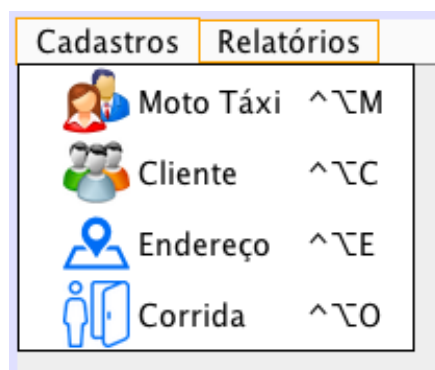 Cadastros Relatórios
Moto Táxi ^⌥M
Cliente ^⌥C
Endereço ^⌥E
Corrida ^⌥O